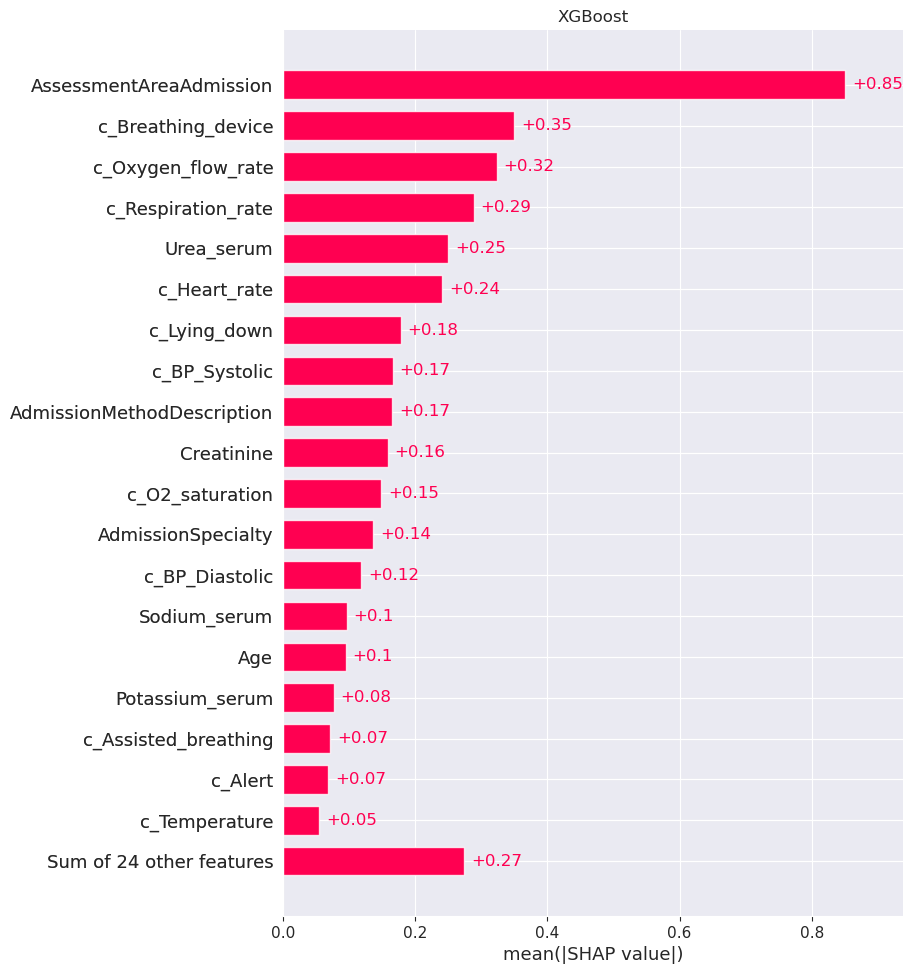 XGBoost
AssessmentAreaAdmission +0.85
c_Breathing_device +0.35
c_Oxygen_flow_rate +0.32
c_Respiration_rate +0.29
Urea_serum +0.25
c_Heart_rate +0.24
c_Lying_down +0.18
c_BP_Systolic +0.17
AdmissionMethodDescription +0.17
Creatinine +0.16
c_O2_saturation +0.15
AdmissionSpecialty +0.14
c_BP_Diastolic +0.12
Sodium_serum +0.1
Age +0.1
Potassium_serum +0.08
c_Assisted_breathing +0.07
c_Alert +0.07
c_Temperature +0.05
Sum of 24 other features +0.27
0.0 0.2 0.4 0.6 0.8
mean(|SHAP value|)